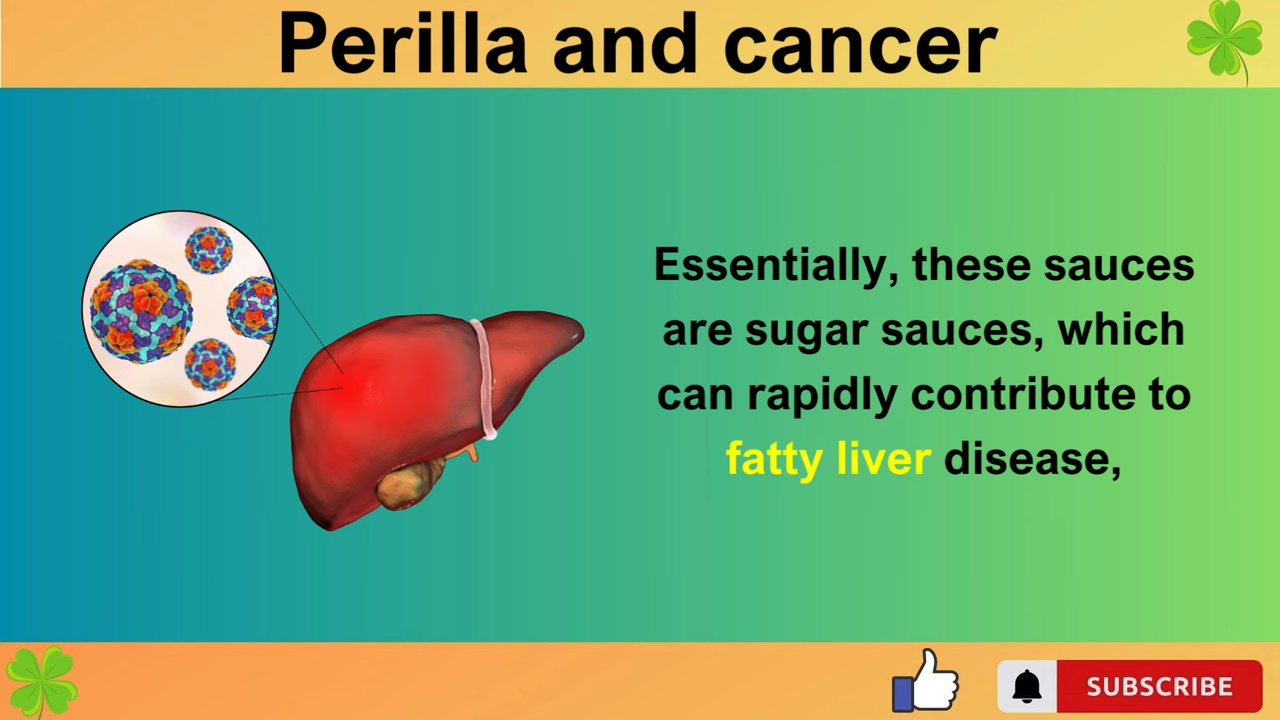 Perilla and cancer
Essentially, these sauces
are sugar sauces, which
can rapidly contribute to
fatty liver disease,
SUBSCRIBE